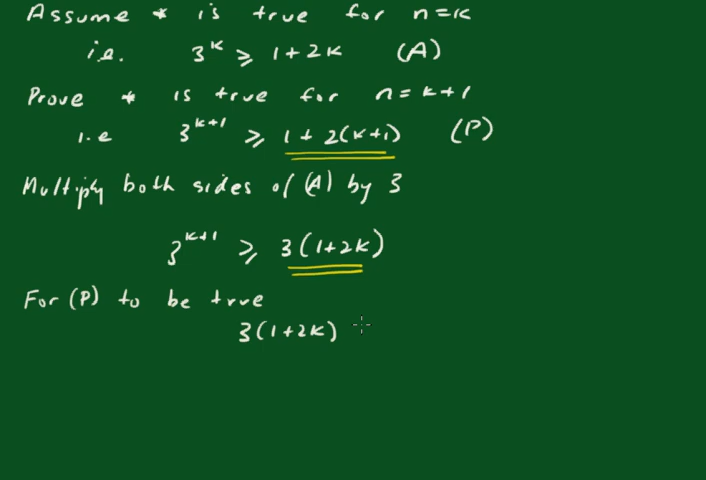 Assume * is true for n=k
i.e. 3^k ≥ 1+2k (A)
Prove * is true for n=k+1
i.e 3^{k+1} ≥ 1+2(k+1) (P)
Multiply both sides of (A) by 3
3^{k+1} ≥ 3(1+2k)
For (P) to be true
3(1+2k)